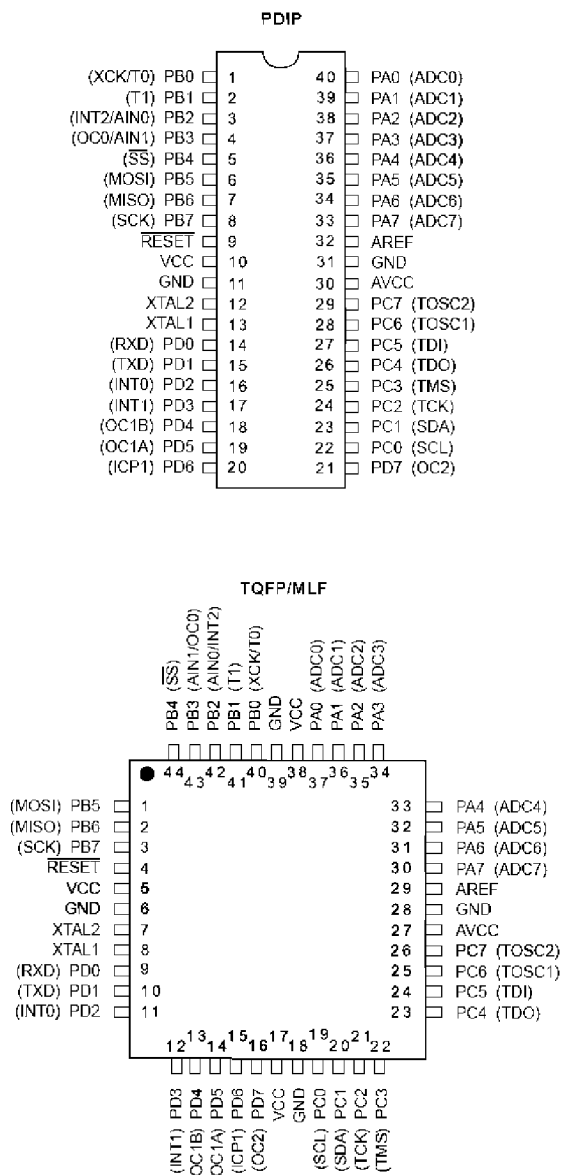 PDIP
(XCK/T0) PB0 1 40 PA0 (ADC0)
(T1) PB1 2 39 PA1 (ADC1)
(INT2/AIN0) PB2 3 38 PA2 (ADC2)
(OC0/AIN1) PB3 4 37 PA3 (ADC3)
(SS) PB4 5 36 PA4 (ADC4)
(MOSI) PB5 6 35 PA5 (ADC5)
(MISO) PB6 7 34 PA6 (ADC6)
(SCK) PB7 8 33 PA7 (ADC7)
RESET 9 32 AREF
VCC 10 31 GND
GND 11 30 AVCC
XTAL2 12 29 PC7 (TOSC2)
XTAL1 13 28 PC6 (TOSC1)
(RXD) PD0 14 27 PC5 (TDI)
(TXD) PD1 15 26 PC4 (TDO)
(INT0) PD2 16 25 PC3 (TMS)
(INT1) PD3 17 24 PC2 (TCK)
(OC1B) PD4 18 23 PC1 (SDA)
(OC1A) PD5 19 22 PC0 (SCL)
(ICP1) PD6 20 21 PD7 (OC2)
TQFP/MLF
PB4 (SS)
PB3 (AIN1/OC0)
PB2 (AIN0/INT2)
PB1 (T1)
PB0 (XCK/T0)
GND
VCC
PA0 (ADC0)
PA1 (ADC1)
PA2 (ADC2)
PA3 (ADC3)
44 42 40 38 36 34
43 41 39 37 35
(MOSI) PB5 1 33 PA4 (ADC4)
(MISO) PB6 2 32 PA5 (ADC5)
(SCK) PB7 3 31 PA6 (ADC6)
RESET 4 30 PA7 (ADC7)
VCC 5 29 AREF
GND 6 28 GND
XTAL2 7 27 AVCC
XTAL1 8 26 PC7 (TOSC2)
(RXD) PD0 9 25 PC6 (TOSC1)
(TXD) PD1 10 24 PC5 (TDI)
(INT0) PD2 11 23 PC4 (TDO)
13 15 17 19 21
12 14 16 18 20 22
(INT1) PD3
OC1B) PD4
OC1A) PD5
(ICP1) PD6
(OC2) PD7
VCC
GND
(SCL) PC0
(SDA) PC1
(TCK) PC2
(TMS) PC3